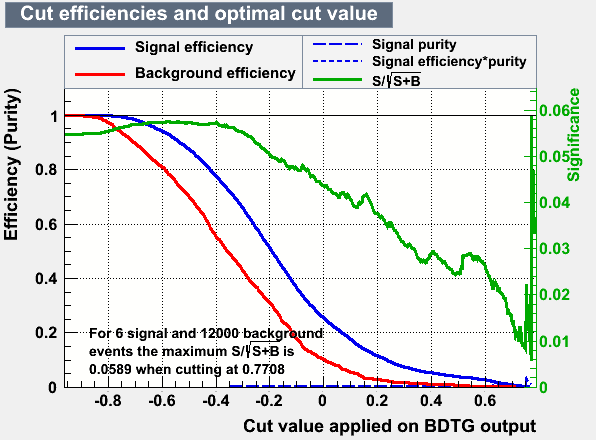 Cut efficiencies and optimal cut value
Signal efficiency
Background efficiency
Signal purity
Signal efficiency*purity
S/√S+B
Efficiency (Purity)
1
0.8
0.6
0.4
0.2
0
0.06
0.05
0.04
0.03
0.02
0.01
0
Significance
For 6 signal and 12000 background
events the maximum S/√S+B is
0.0589 when cutting at 0.7708
-0.8 -0.6 -0.4 -0.2 0 0.2 0.4 0.6
Cut value applied on BDTG output